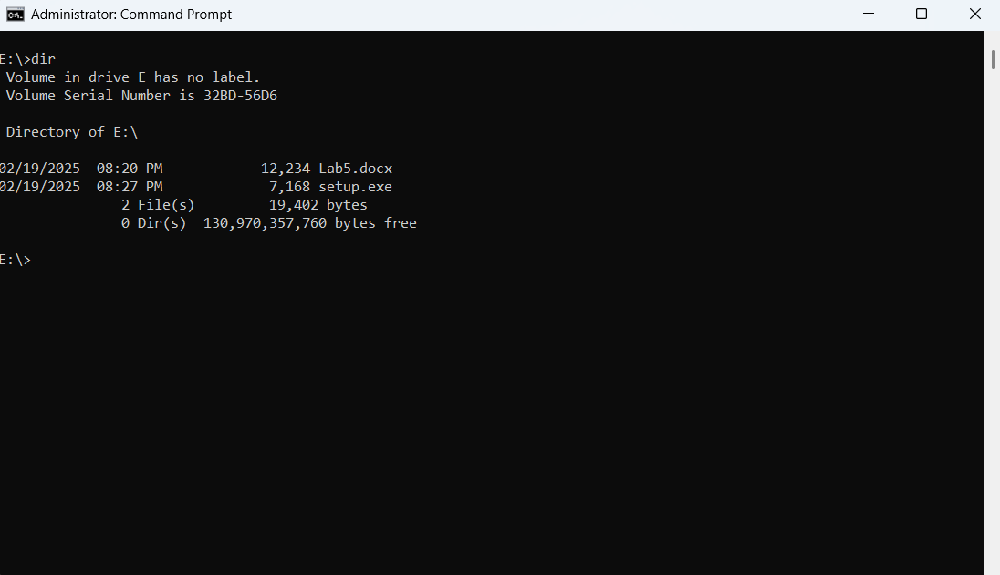 Administrator: Command Prompt
E:\>dir
 Volume in drive E has no label.
 Volume Serial Number is 32BD-56D6
 Directory of E:\
02/19/2025  08:20 PM            12,234 Lab5.docx
02/19/2025  08:27 PM             7,168 setup.exe
               2 File(s)         19,402 bytes
               0 Dir(s)  130,970,357,760 bytes free
E:\>